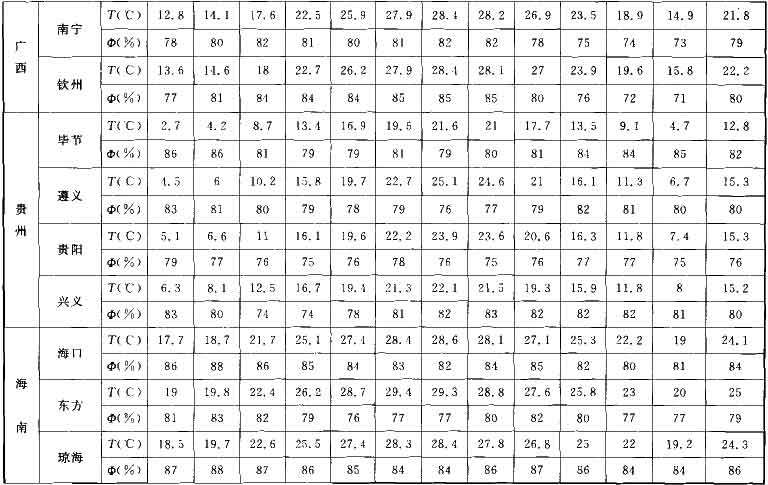 广西 南宁 T(℃) 12.8 14.1 17.6 22.5 25.9 27.9 28.4 28.2 26.9 23.5 18.9 14.9 21.8
Φ(%) 78 80 82 81 80 81 82 82 78 75 74 73 79
钦州 T(℃) 13.6 14.6 18 22.7 26.2 27.9 28.4 28.1 27 23.9 19.6 15.8 22.2
Φ(%) 77 81 84 84 84 85 85 85 80 76 72 71 80
贵州 毕节 T(℃) 2.7 4.2 8.7 13.4 16.9 19.5 21.6 21 17.7 13.5 9.1 4.7 12.8
Φ(%) 86 86 81 79 79 81 79 80 81 84 84 85 82
遵义 T(℃) 4.5 6 10.2 15.8 19.7 22.7 25.1 24.6 21 16.1 11.3 6.7 15.3
Φ(%) 83 81 80 79 78 79 76 77 79 82 81 80 80
贵阳 T(℃) 5.1 6.6 11 16.1 19.6 22.2 23.9 23.6 20.6 16.3 11.8 7.4 15.3
Φ(%) 79 77 76 75 76 78 76 75 76 77 77 75 76
兴义 T(℃) 6.3 8.1 12.5 16.7 19.4 21.3 22.1 21.5 19.3 15.9 11.8 8 15.2
Φ(%) 83 80 74 74 78 81 82 83 82 82 82 81 80
海南 海口 T(℃) 17.7 18.7 21.7 25.1 27.4 28.4 28.6 28.1 27.1 25.3 22.2 19 24.1
Φ(%) 86 88 86 85 84 83 82 84 85 82 80 81 84
东方 T(℃) 19 19.8 22.4 26.2 28.7 29.4 29.3 28.8 27.6 25.8 23 20 25
Φ(%) 81 83 82 79 76 77 77 80 82 80 77 77 79
琼海 T(℃) 18.5 19.7 22.6 25.5 27.4 28.3 28.4 27.8 26.8 25 22 19.2 24.3
Φ(%) 87 88 87 86 85 84 84 86 87 86 84 84 86